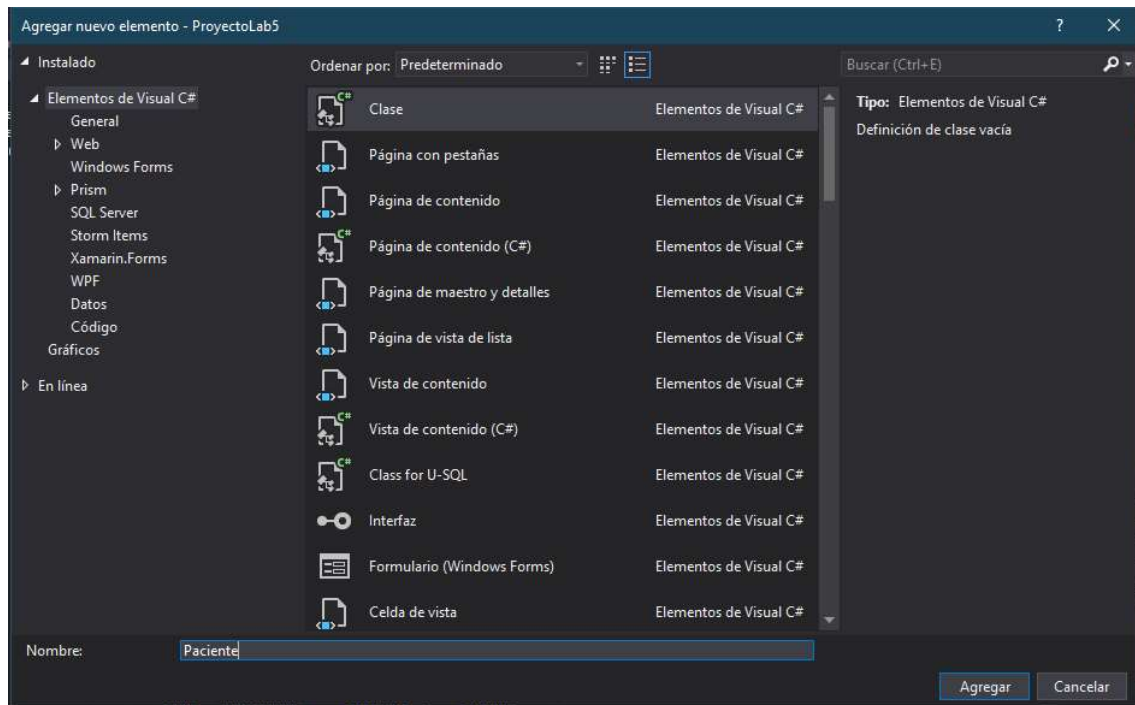 Agregar nuevo elemento - ProyectoLab5
Instalado
Ordenar por: Predeterminado
Buscar (Ctrl+E)
Elementos de Visual C#
General
Web
Windows Forms
Prism
SQL Server
Storm Items
Xamarin.Forms
WPF
Datos
Código
Gráficos
En línea
Clase Elementos de Visual C#
Página con pestañas Elementos de Visual C#
Página de contenido Elementos de Visual C#
Página de contenido (C#) Elementos de Visual C#
Página de maestro y detalles Elementos de Visual C#
Página de vista de lista Elementos de Visual C#
Vista de contenido Elementos de Visual C#
Vista de contenido (C#) Elementos de Visual C#
Class for U-SQL Elementos de Visual C#
Interfaz Elementos de Visual C#
Formulario (Windows Forms) Elementos de Visual C#
Celda de vista Elementos de Visual C#
Tipo: Elementos de Visual C#
Definición de clase vacía
Nombre: Paciente
Agregar Cancelar